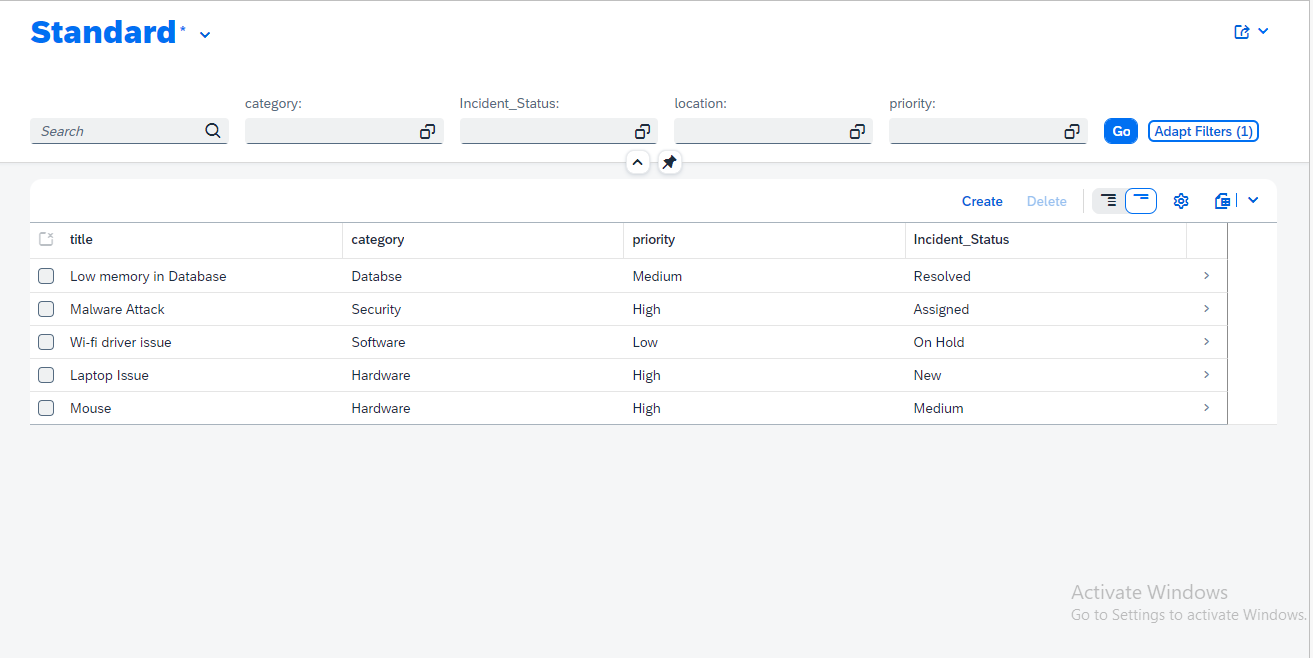 Standard*
category: Incident_Status: location: priority:
Search Go Adapt Filters (1)
Create Delete
title category priority Incident_Status
Low memory in Database Databse Medium Resolved
Malware Attack Security High Assigned
Wi-fi driver issue Software Low On Hold
Laptop Issue Hardware High New
Mouse Hardware High Medium
Activate Windows
Go to Settings to activate Windows.